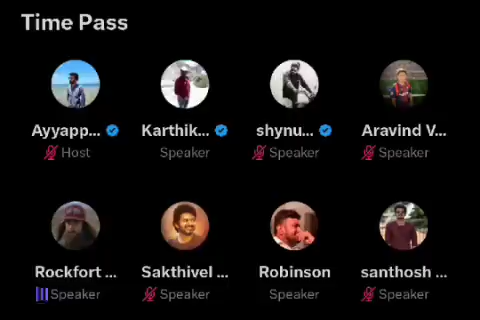 Time Pass
Ayyapp... Karthik... shynu... Aravind V...
Host Speaker Speaker Speaker
Rockfort ... Sakthivel ... Robinson santhosh ...
Speaker Speaker Speaker Speaker